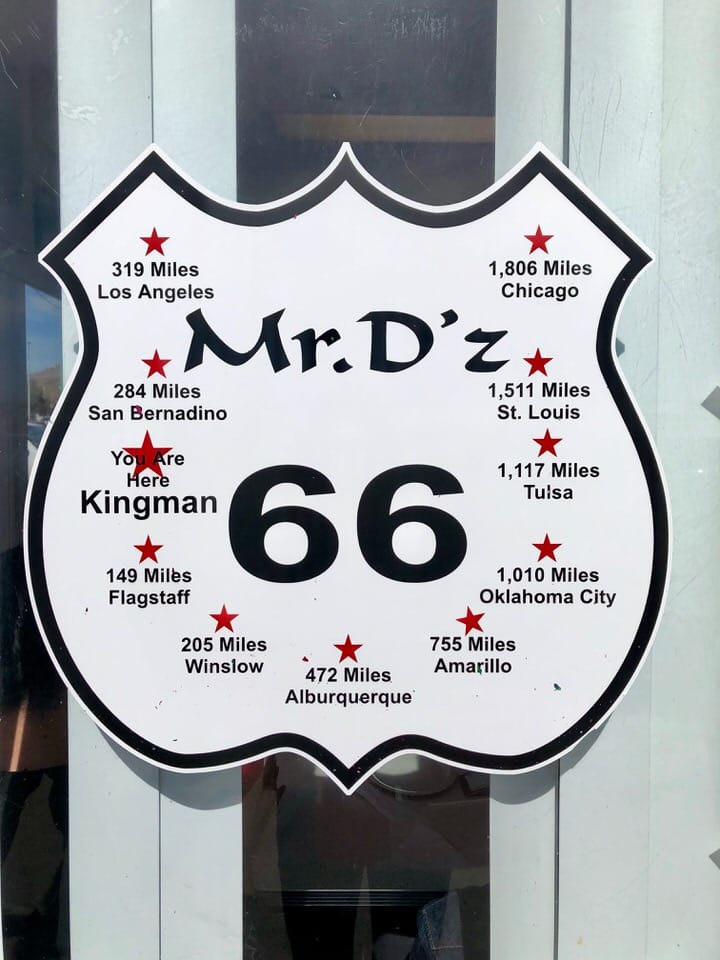 319 Miles
Los Angeles
1,806 Miles
Chicago
Mr. D'z
284 Miles
San Bernadino
1,511 Miles
St. Louis
You Are
Here
Kingman
1,117 Miles
Tulsa
66
149 Miles
Flagstaff
1,010 Miles
Oklahoma City
205 Miles
Winslow
472 Miles
Alburquerque
755 Miles
Amarillo